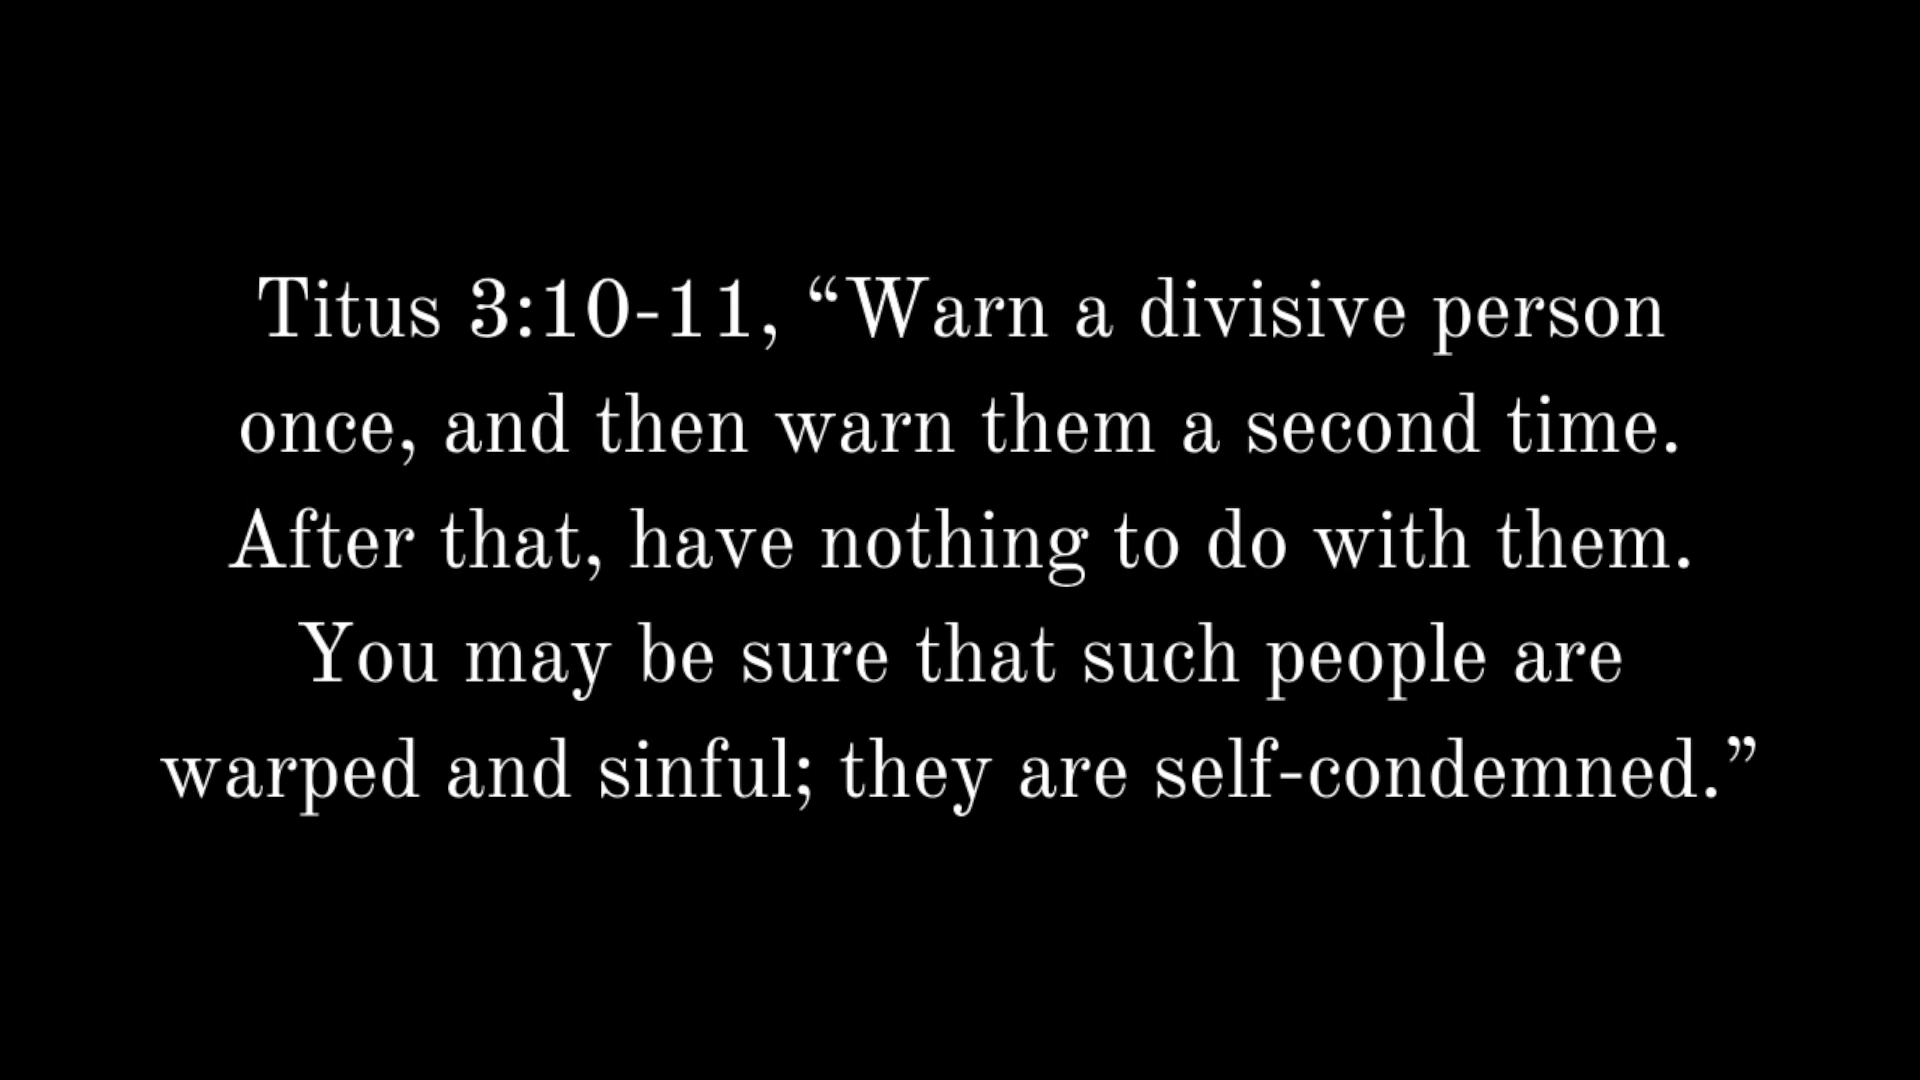 Titus 3:10-11, “Warn a divisive person
once, and then warn them a second time.
After that, have nothing to do with them.
You may be sure that such people are
warped and sinful; they are self-condemned.”